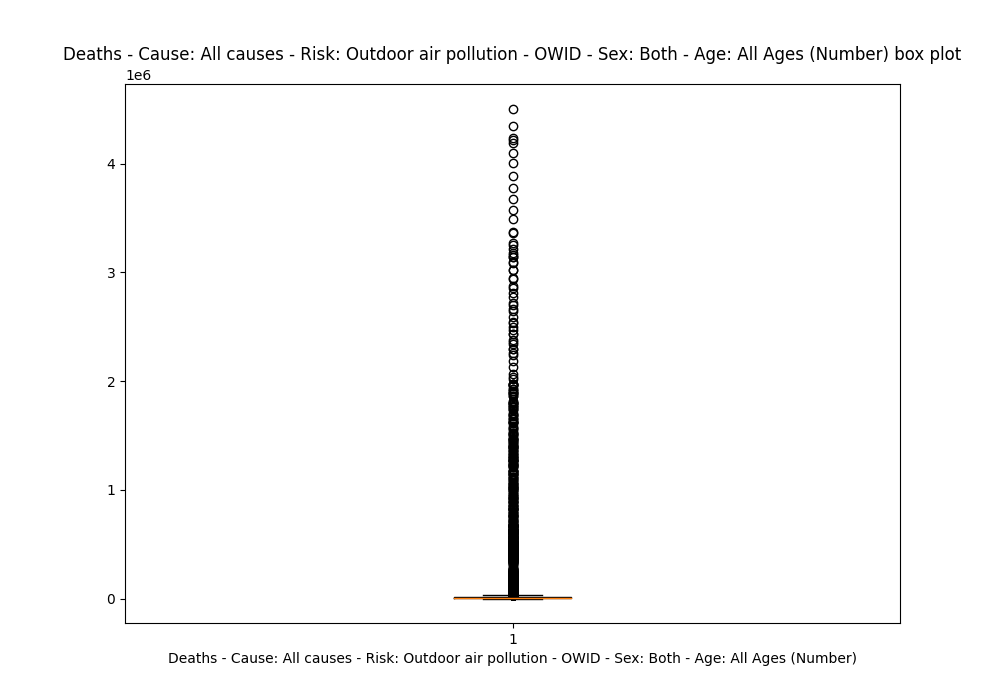 Deaths - Cause: All causes - Risk: Outdoor air pollution - OWID - Sex: Both - Age: All Ages (Number) box plot
1e6
4
3
2
1
0
1
Deaths - Cause: All causes - Risk: Outdoor air pollution - OWID - Sex: Both - Age: All Ages (Number)